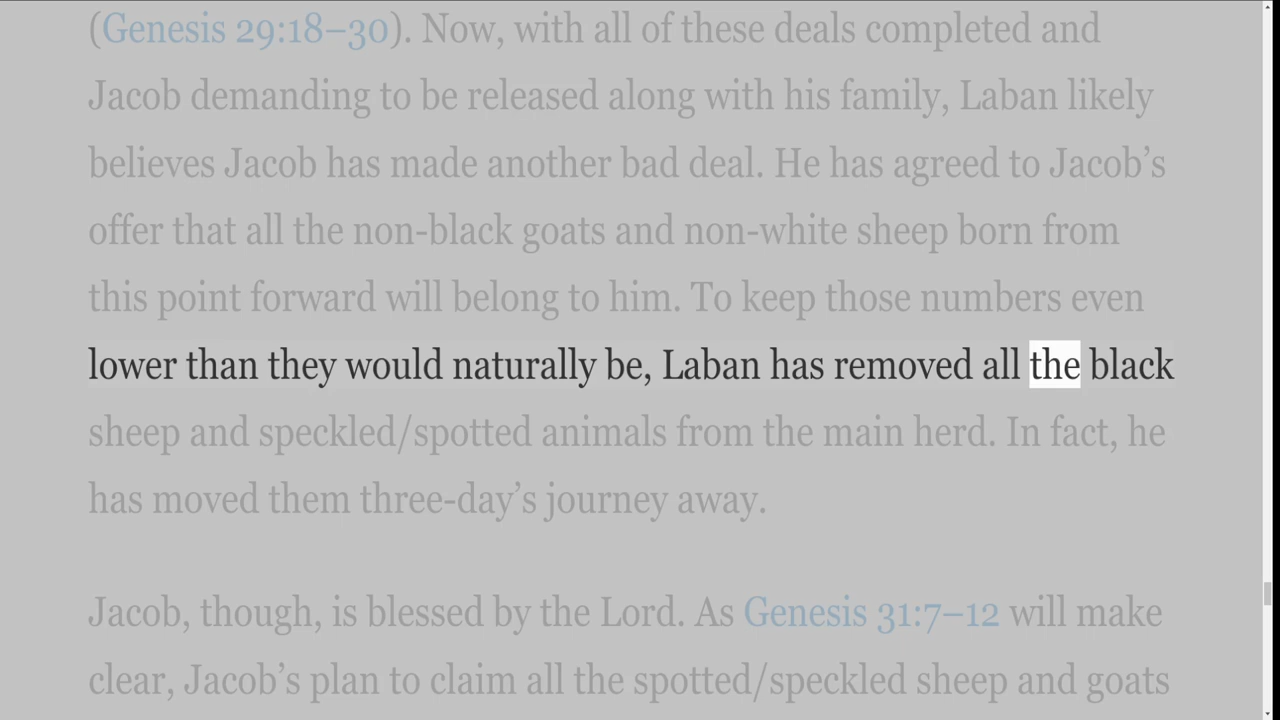 (Genesis 29:18–30). Now, with all of these deals completed and
Jacob demanding to be released along with his family, Laban likely
believes Jacob has made another bad deal. He has agreed to Jacob’s
offer that all the non-black goats and non-white sheep born from
this point forward will belong to him. To keep those numbers even
lower than they would naturally be, Laban has removed all the black
sheep and speckled/spotted animals from the main herd. In fact, he
has moved them three-day’s journey away.
Jacob, though, is blessed by the Lord. As Genesis 31:7–12 will make
clear, Jacob’s plan to claim all the spotted/speckled sheep and goats